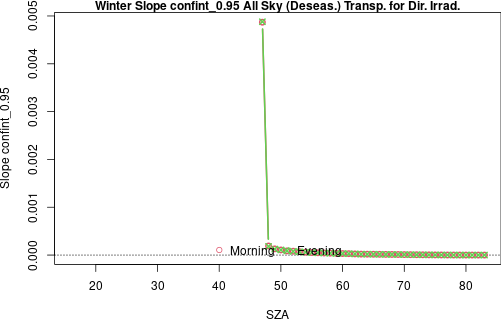 Winter Slope confint_0.95 All Sky (Deseas.) Transp. for Dir. Irrad.
Slope confint_0.95
0.005
0.004
0.003
0.002
0.001
0.000
Morning
Evening
20 30 40 50 60 70 80
SZA